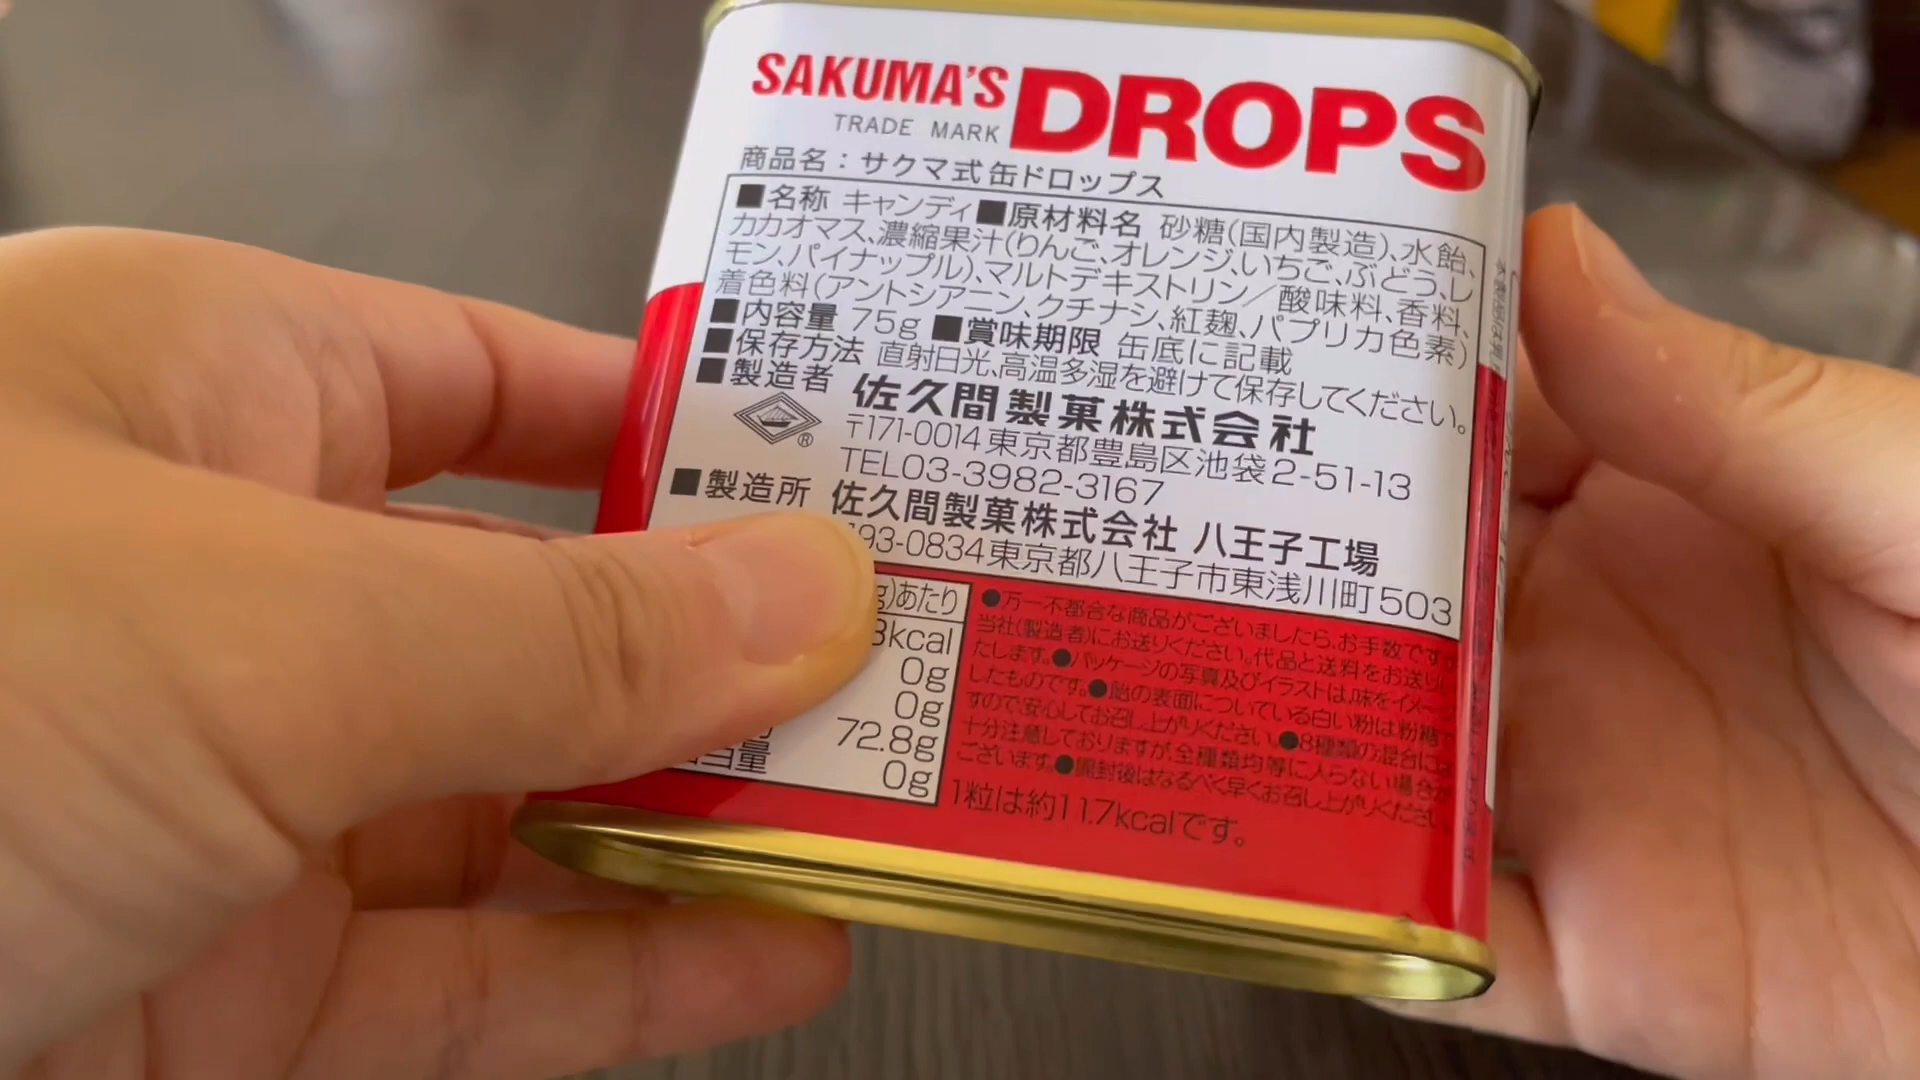 SAKUMA'S DROPS
TRADE MARK
商品名：サクマ式缶ドロップス
■名称 キャンディ■原材料名 砂糖(国内製造)、水飴、
カカオマス、濃縮果汁(りんご、オレンジ、いちご、ぶどう、レ
モン、パイナップル)、マルトデキストリン／酸味料、香料、
着色料(アントシアニン、クチナシ、紅麹、パプリカ色素)
■内容量 75g ■賞味期限 缶底に記載
■保存方法 直射日光、高温多湿を避けて保存してください。
■製造者 佐久間製菓株式会社
®
〒171-0014東京都豊島区池袋2-51-13
TEL03-3982-3167
■製造所 佐久間製菓株式会社 八王子工場
93-0834東京都八王子市東浅川町503
g)あたり
3kcal
0g
0g
72.8g
当量 0g
●万一不都合な商品がございましたら、お手数です
当社(製造者)にお送りください。代品と送料をお送り
たします。●パッケージの写真及びイラストは、味をイメー
したものです。●飴の表面についている白い粉は粉糖で
すので安心してお召し上がりください。●8種類の混合には
十分注意しておりますが、全種類均等に入らない場合が
ございます。●開封後はなるべく早くお召し上がりください
1粒は約11.7kcalです。